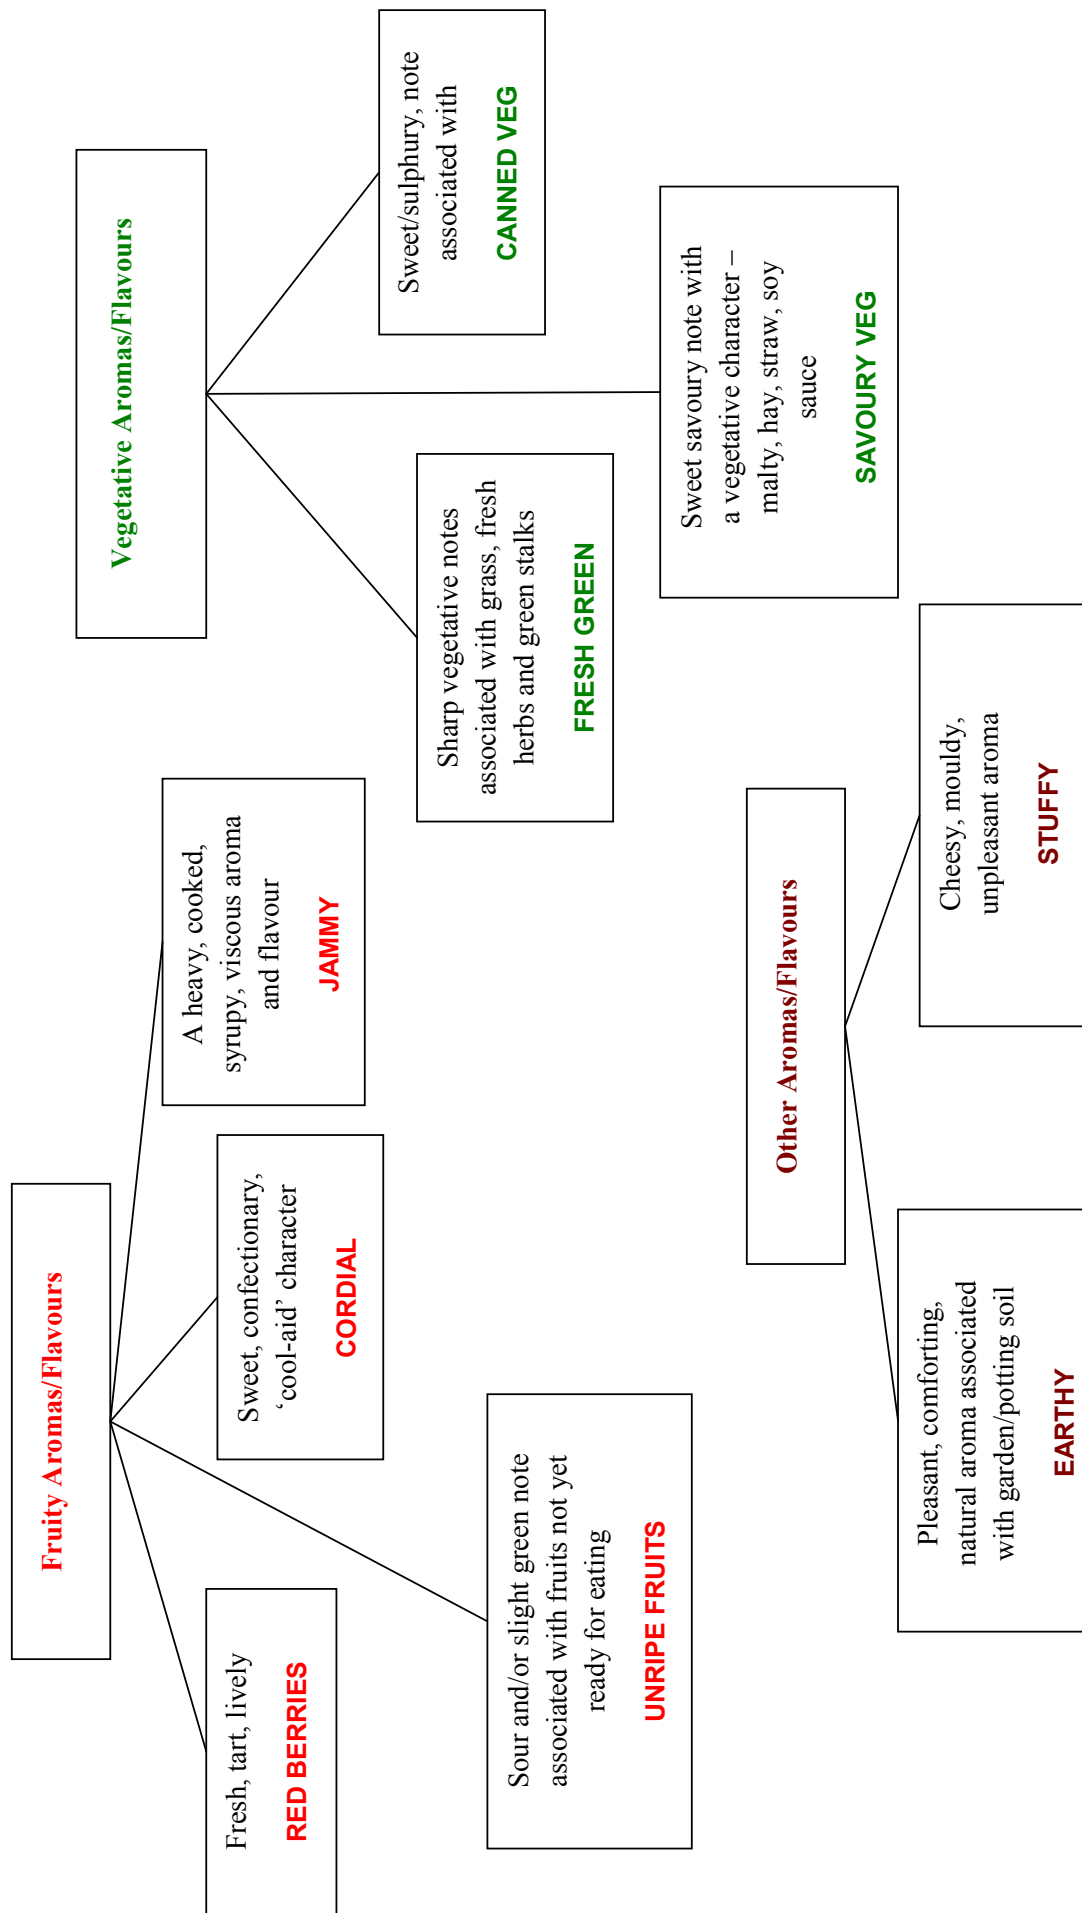 Fruity Aromas/Flavours
Fresh, tart, lively
RED BERRIES
Sour and/or slight green note
associated with fruits not yet
ready for eating
UNRIPE FRUITS
Sweet, confectionary,
‘cool-aid’ character
CORDIAL
A heavy, cooked,
syrupy, viscous aroma
and flavour
JAMMY
Vegetative Aromas/Flavours
Sharp vegetative notes
associated with grass, fresh
herbs and green stalks
FRESH GREEN
Sweet savoury note with
a vegetative character –
malty, hay, straw, soy
sauce
SAVOURY VEG
Sweet/sulphury, note
associated with
CANNED VEG
Other Aromas/Flavours
Pleasant, comforting,
natural aroma associated
with garden/potting soil
EARTHY
Cheesy, mouldy,
unpleasant aroma
STUFFY